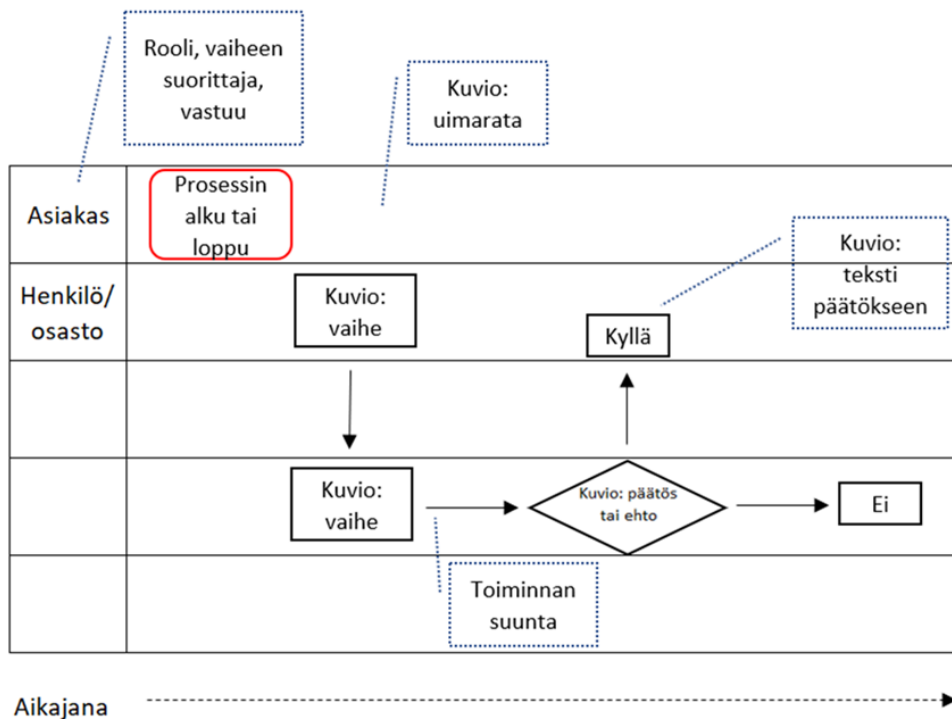 Rooli, vaiheen
suorittaja,
vastuu
Kuvio:
uimarata
Asiakas
Prosessin
alku tai
loppu
Kuvio:
teksti
päätökseen
Henkilö/
osasto
Kuvio:
vaihe
Kyllä
Kuvio:
vaihe
Kuvio: päätös
tai ehto
Ei
Toiminnan
suunta
Aikajana